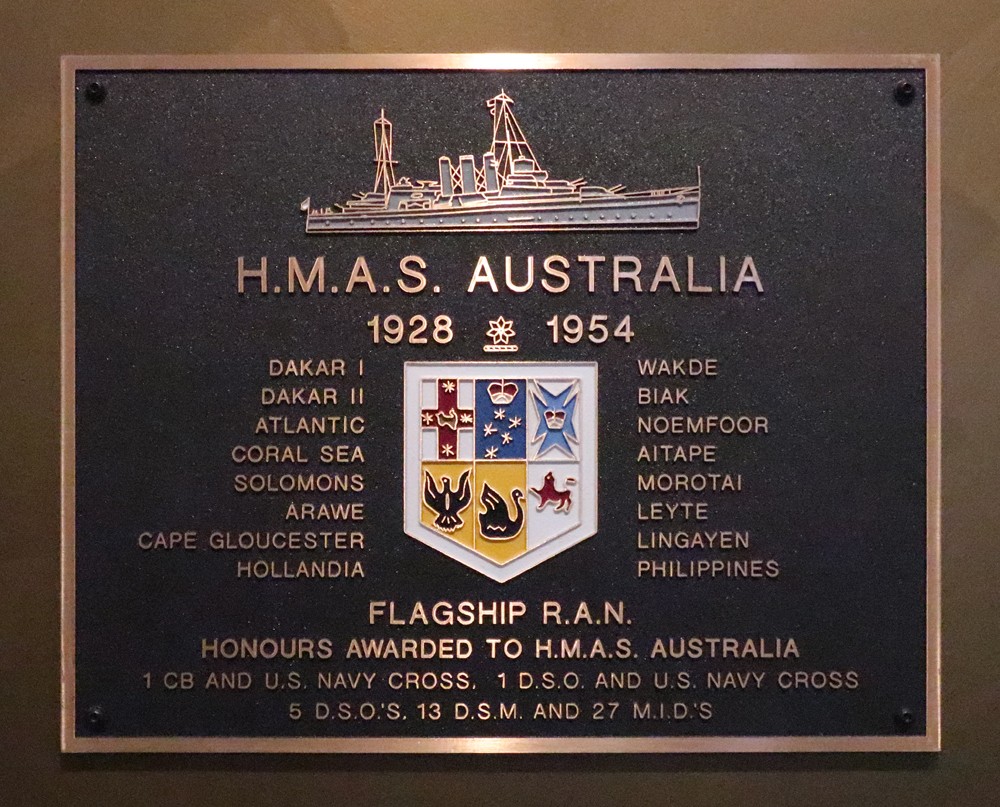 H.M.A.S. AUSTRALIA
1928 1954
DAKAR I
DAKAR II
ATLANTIC
CORAL SEA
SOLOMONS
ARAWE
CAPE GLOUCESTER
HOLLANDIA
WAKDE
BIAK
NOEMFOOR
AITAPE
MOROTAI
LEYTE
LINGAYEN
PHILIPPINES
FLAGSHIP R.A.N.
HONOURS AWARDED TO H.M.A.S. AUSTRALIA
1 CB AND U.S. NAVY CROSS, 1 D.S.O. AND U.S. NAVY CROSS
5 D.S.O.'S, 13 D.S.M. AND 27 M.I.D.'S